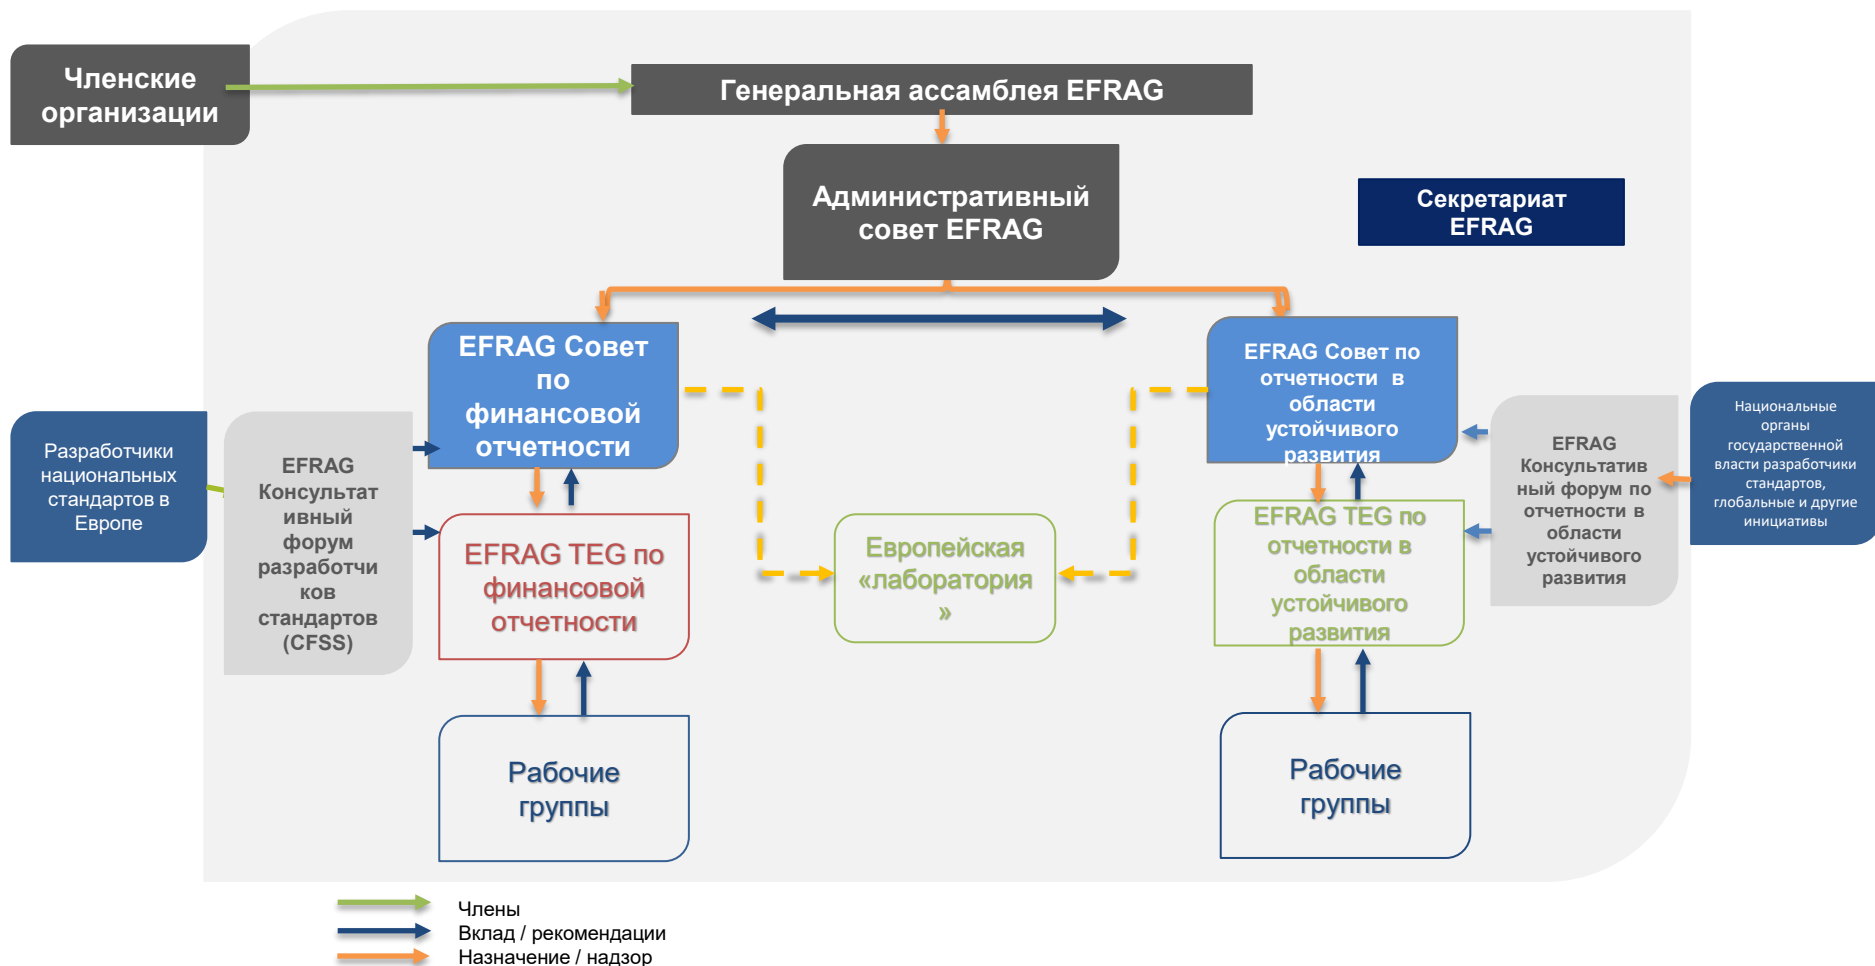 Членские
организации
Генеральная ассамблея EFRAG
Административный
совет EFRAG
Секретариат
EFRAG
EFRAG Совет
по
финансовой
отчетности
EFRAG Совет по
отчетности в
области
устойчивого
развития
Разработчики
национальных
стандартов в
Европе
EFRAG
Консультат
ивный
форум
разработчи
ков
стандартов
(CFSS)
EFRAG TEG по
финансовой
отчетности
Европейская
«лаборатория
»
EFRAG TEG по
отчетности в
области
устойчивого
развития
EFRAG
Консультатив
ный форум по
отчетности в
области
устойчивого
развития
Национальные
органы
государственной
власти разработчики
стандартов,
глобальные и другие
инициативы
Рабочие
группы
Рабочие
группы
Члены
Вклад / рекомендации
Назначение / надзор